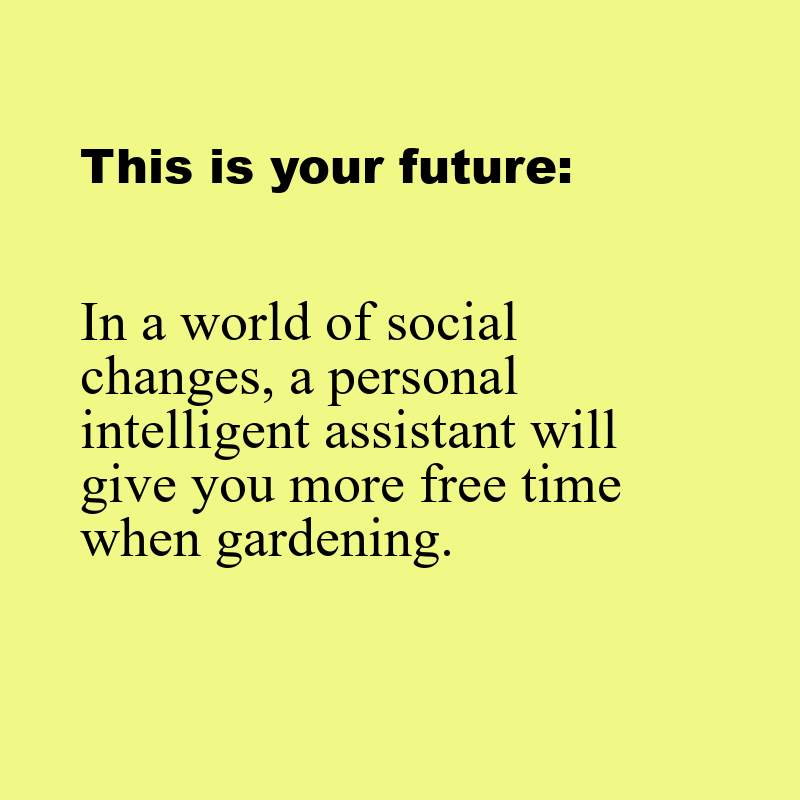 This is your future:
In a world of social
changes, a personal
intelligent assistant will
give you more free time
when gardening.